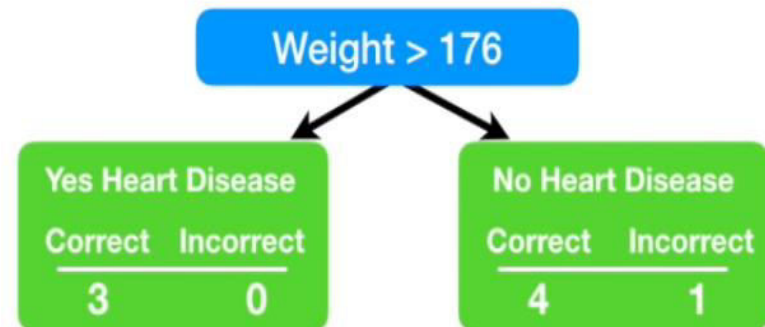 Weight > 176
Yes Heart Disease
Correct Incorrect
3 0
No Heart Disease
Correct Incorrect
4 1